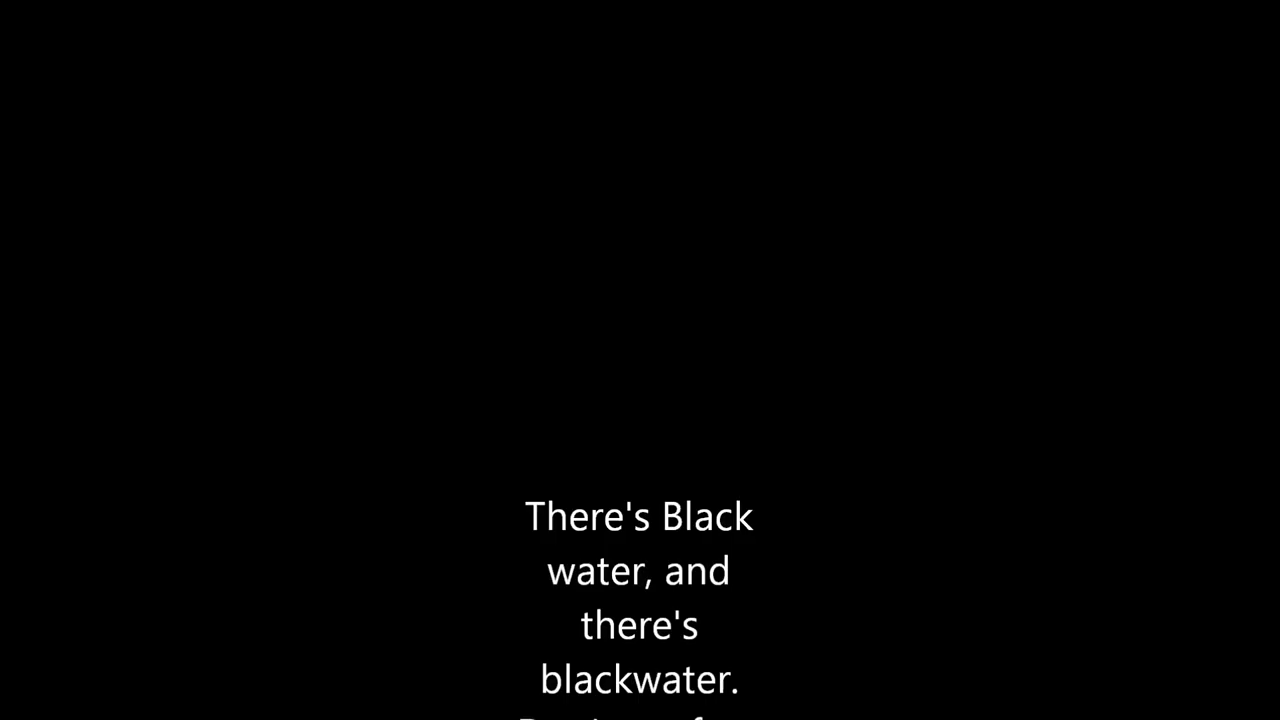 There's Black
water, and
there's
blackwater.